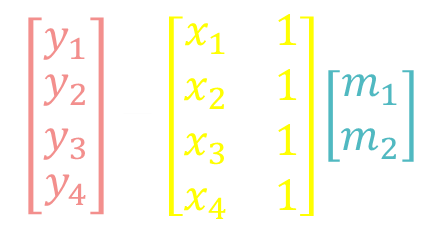 y₁ x₁ 1
y₂ x₂ 1 m₁
y₃ x₃ 1 m₂
y₄ x₄ 1